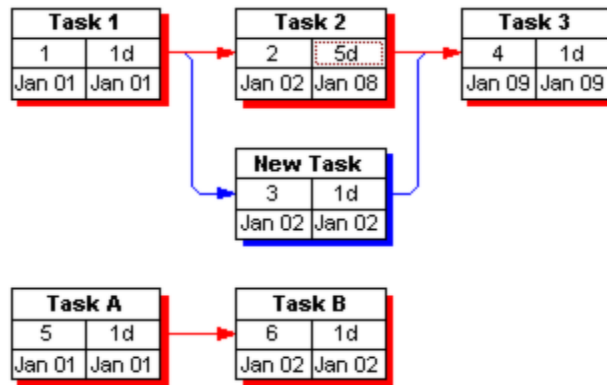 Task 1 Task 2 Task 3
1 1d 2 5d 4 1d
Jan 01 Jan 01 Jan 02 Jan 08 Jan 09 Jan 09
New Task
3 1d
Jan 02 Jan 02
Task A Task B
5 1d 6 1d
Jan 01 Jan 01 Jan 02 Jan 02